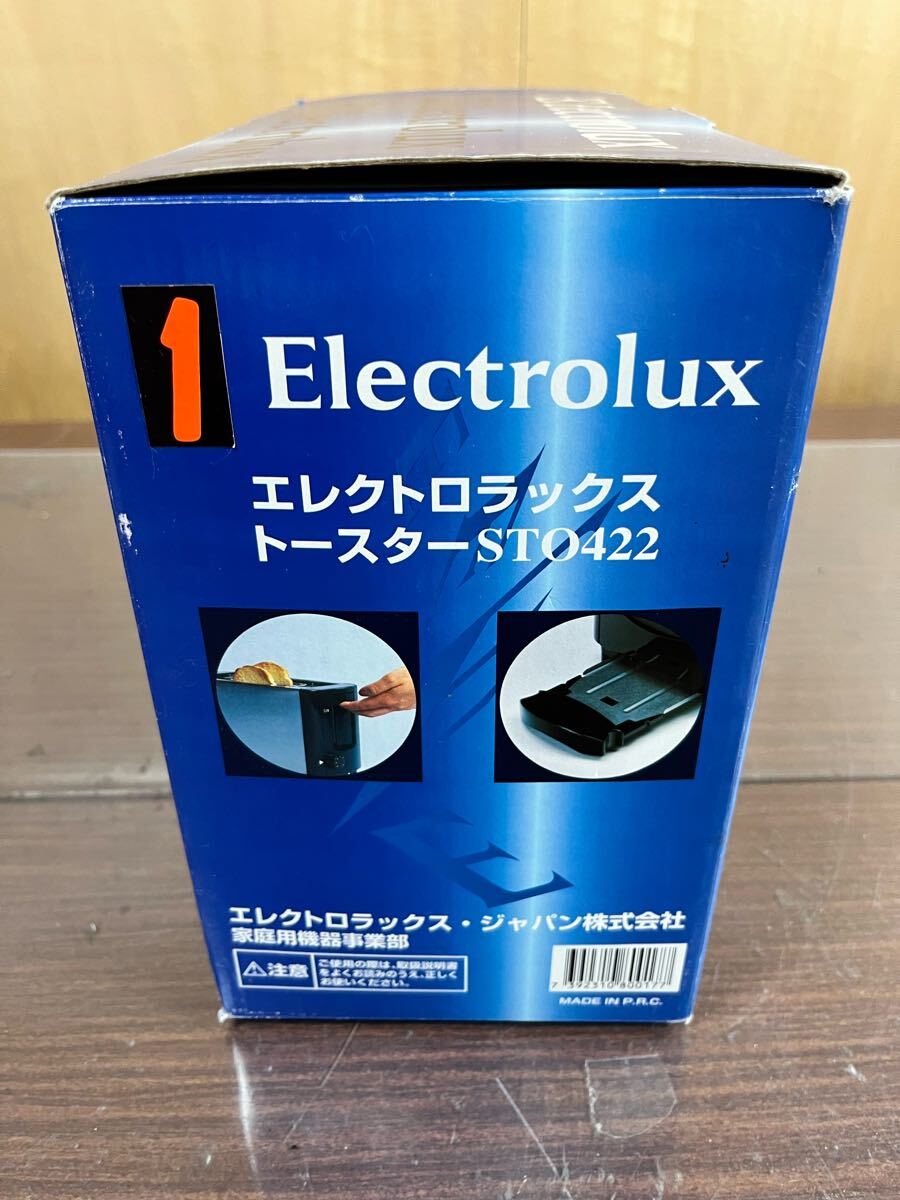 Electrolux
1
Electrolux
エレクトロラックス
トースターSTO422
エレクトロラックス・ジャパン株式会社
家庭用機器事業部
注意
ご使用の際は、取扱説明書
をよくお読みのうえ、正しく
お使いください。
7 392310 800177
MADE IN P.R.C.